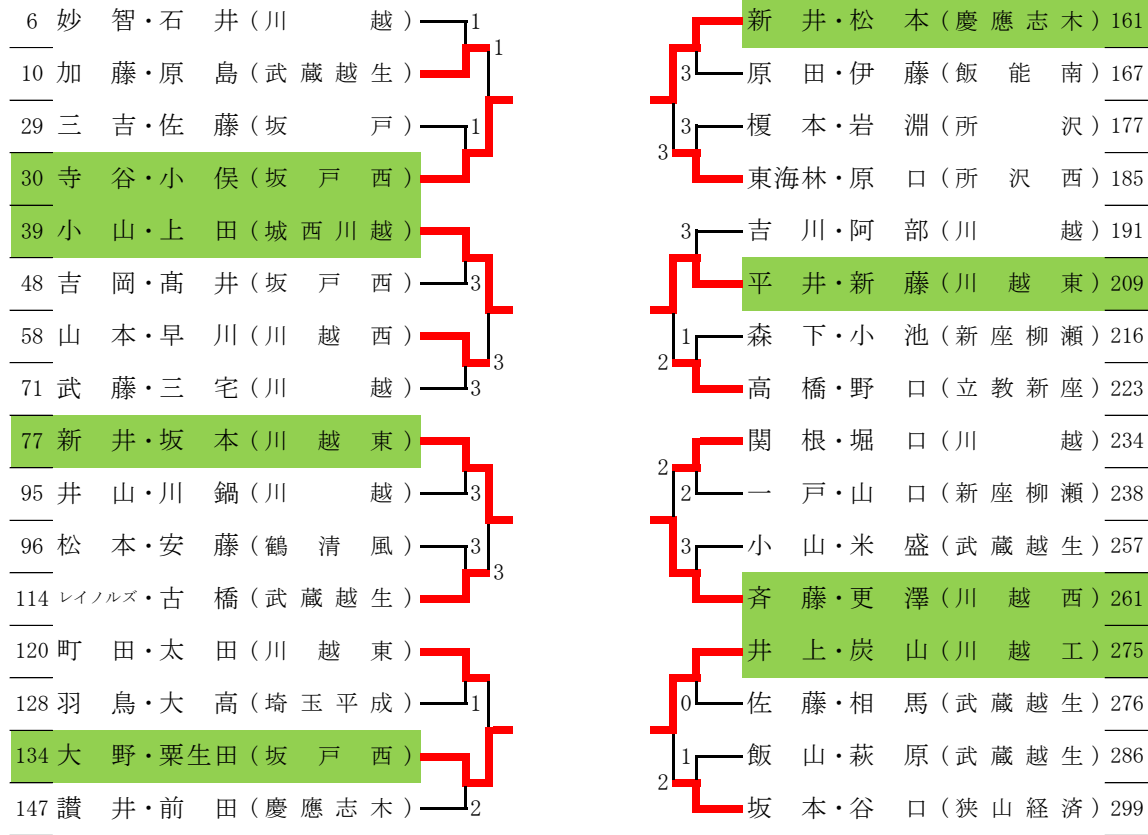 6 妙智・石井(川越) 1
1
10 加藤・原島(武蔵越生)
29 三吉・佐藤(坂戸) 1
30 寺谷・小俣(坂戸西)
39 小山・上田(城西川越)
48 吉岡・髙井(坂戸西) 3
58 山本・早川(川越西)
3
71 武藤・三宅(川越) 3
77 新井・坂本(川越東)
95 井山・川鍋(川越) 3
96 松本・安藤(鶴清風) 3
3
114 レイノルズ・古橋(武蔵越生)
120 町田・太田(川越東)
128 羽鳥・大高(埼玉平成) 1
134 大野・粟生田(坂戸西)
147 讃井・前田(慶應志木) 2
新井・松本(慶應志木) 161
3 原田・伊藤(飯能南) 167
3 榎本・岩淵(所沢) 177
3
東海林・原口(所沢西) 185
3 吉川・阿部(川越) 191
平井・新藤(川越東) 209
1 森下・小池(新座柳瀬) 216
2
高橋・野口(立教新座) 223
関根・堀口(川越) 234
2
2 一戸・山口(新座柳瀬) 238
3 小山・米盛(武蔵越生) 257
斉藤・更澤(川越西) 261
井上・炭山(川越工) 275
0 佐藤・相馬(武蔵越生) 276
1 飯山・萩原(武蔵越生) 286
2
坂本・谷口(狭山経済) 299